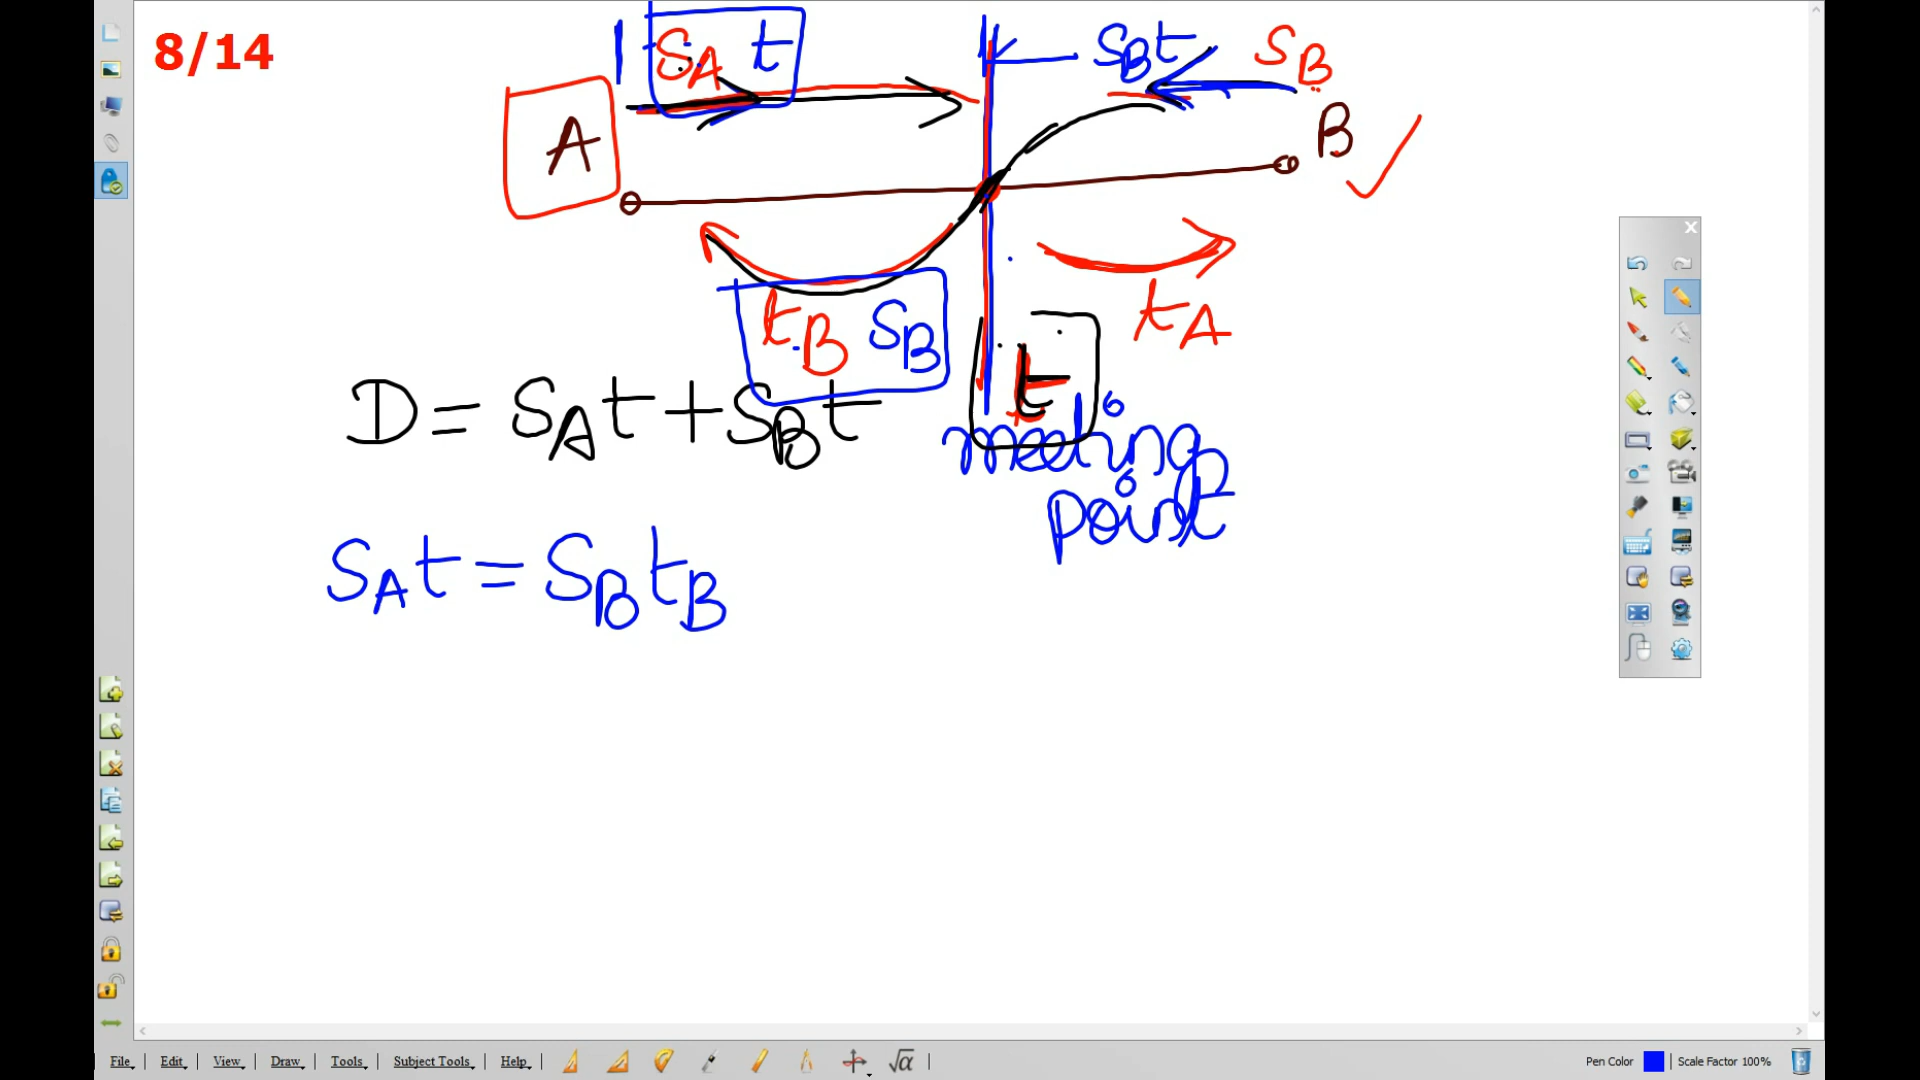 8/14
SA t
SBt
SB
A
B
tB SB
tA
t
D = SAt + SBt
meeting
point
SAt = SBtB
File
Edit
View
Draw
Tools
Subject Tools
Help
√α
Pen Color
Scale Factor 100%